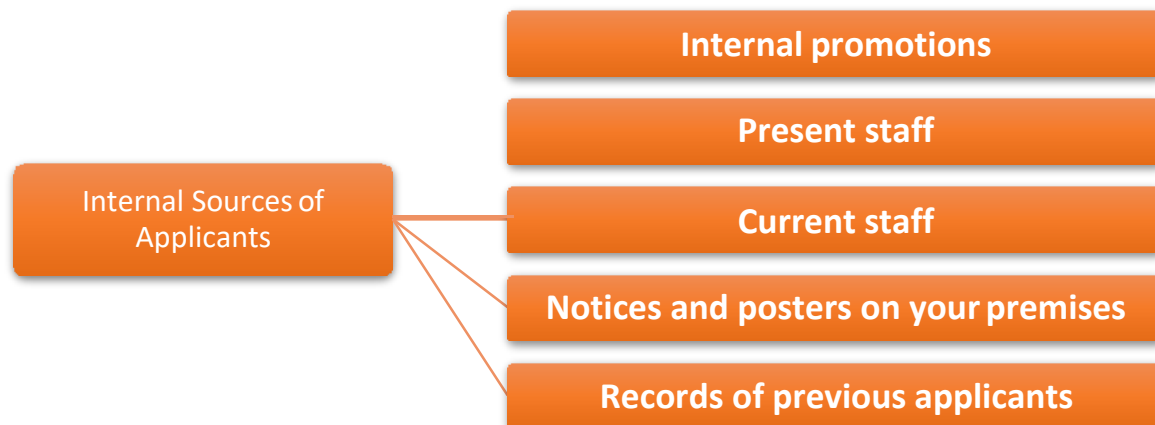 Internal promotions
Present staff
Internal Sources of
Applicants
Current staff
Notices and posters on your premises
Records of previous applicants